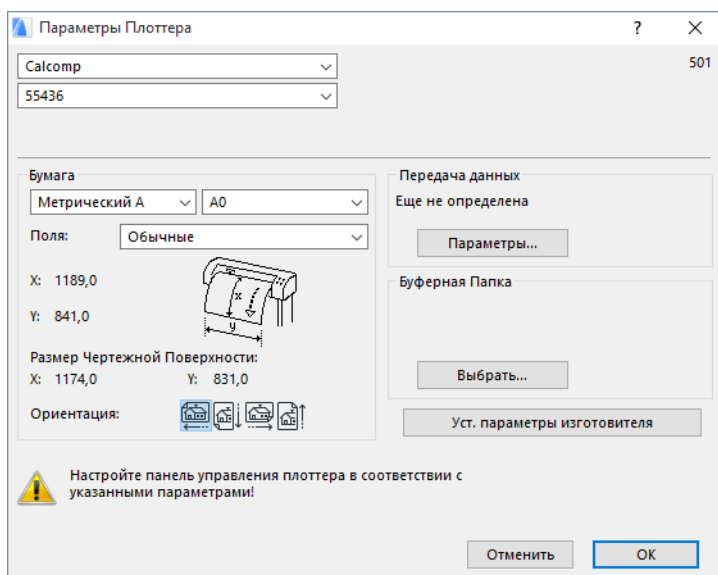 Параметры Плоттера
?
Calcomp
501
55436
Бумага
Метрический А
А0
Поля:
Обычные
X: 1189,0
Y: 841,0
x
y
Размер Чертежной Поверхности:
X: 1174,0 Y: 831,0
Ориентация:
Передача данных
Еще не определена
Параметры...
Буферная Папка
Выбрать...
Уст. параметры изготовителя
Настройте панель управления плоттера в соответствии с
указанными параметрами!
Отменить
ОК